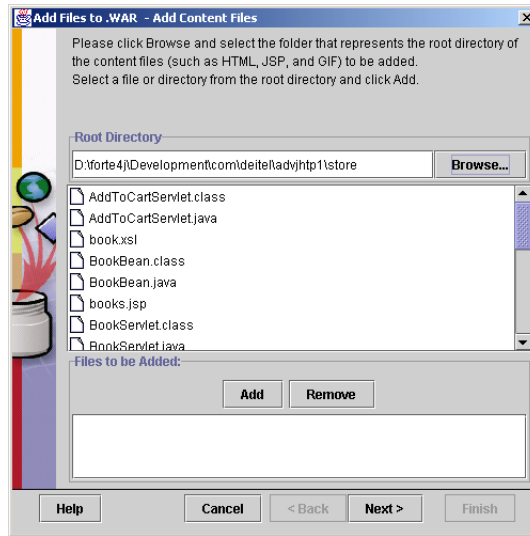 Add Files to .WAR - Add Content Files
Please click Browse and select the folder that represents the root directory of
the content files (such as HTML, JSP, and GIF) to be added.
Select a file or directory from the root directory and click Add.
Root Directory
D:\forte4j\Development\com\deitel\advjhtp1\store
Browse...
AddToCartServlet.class
AddToCartServlet.java
book.xsl
BookBean.class
BookBean.java
books.jsp
BookServlet.class
BookServlet.java
Files to be Added:
Add Remove
Help Cancel < Back Next > Finish